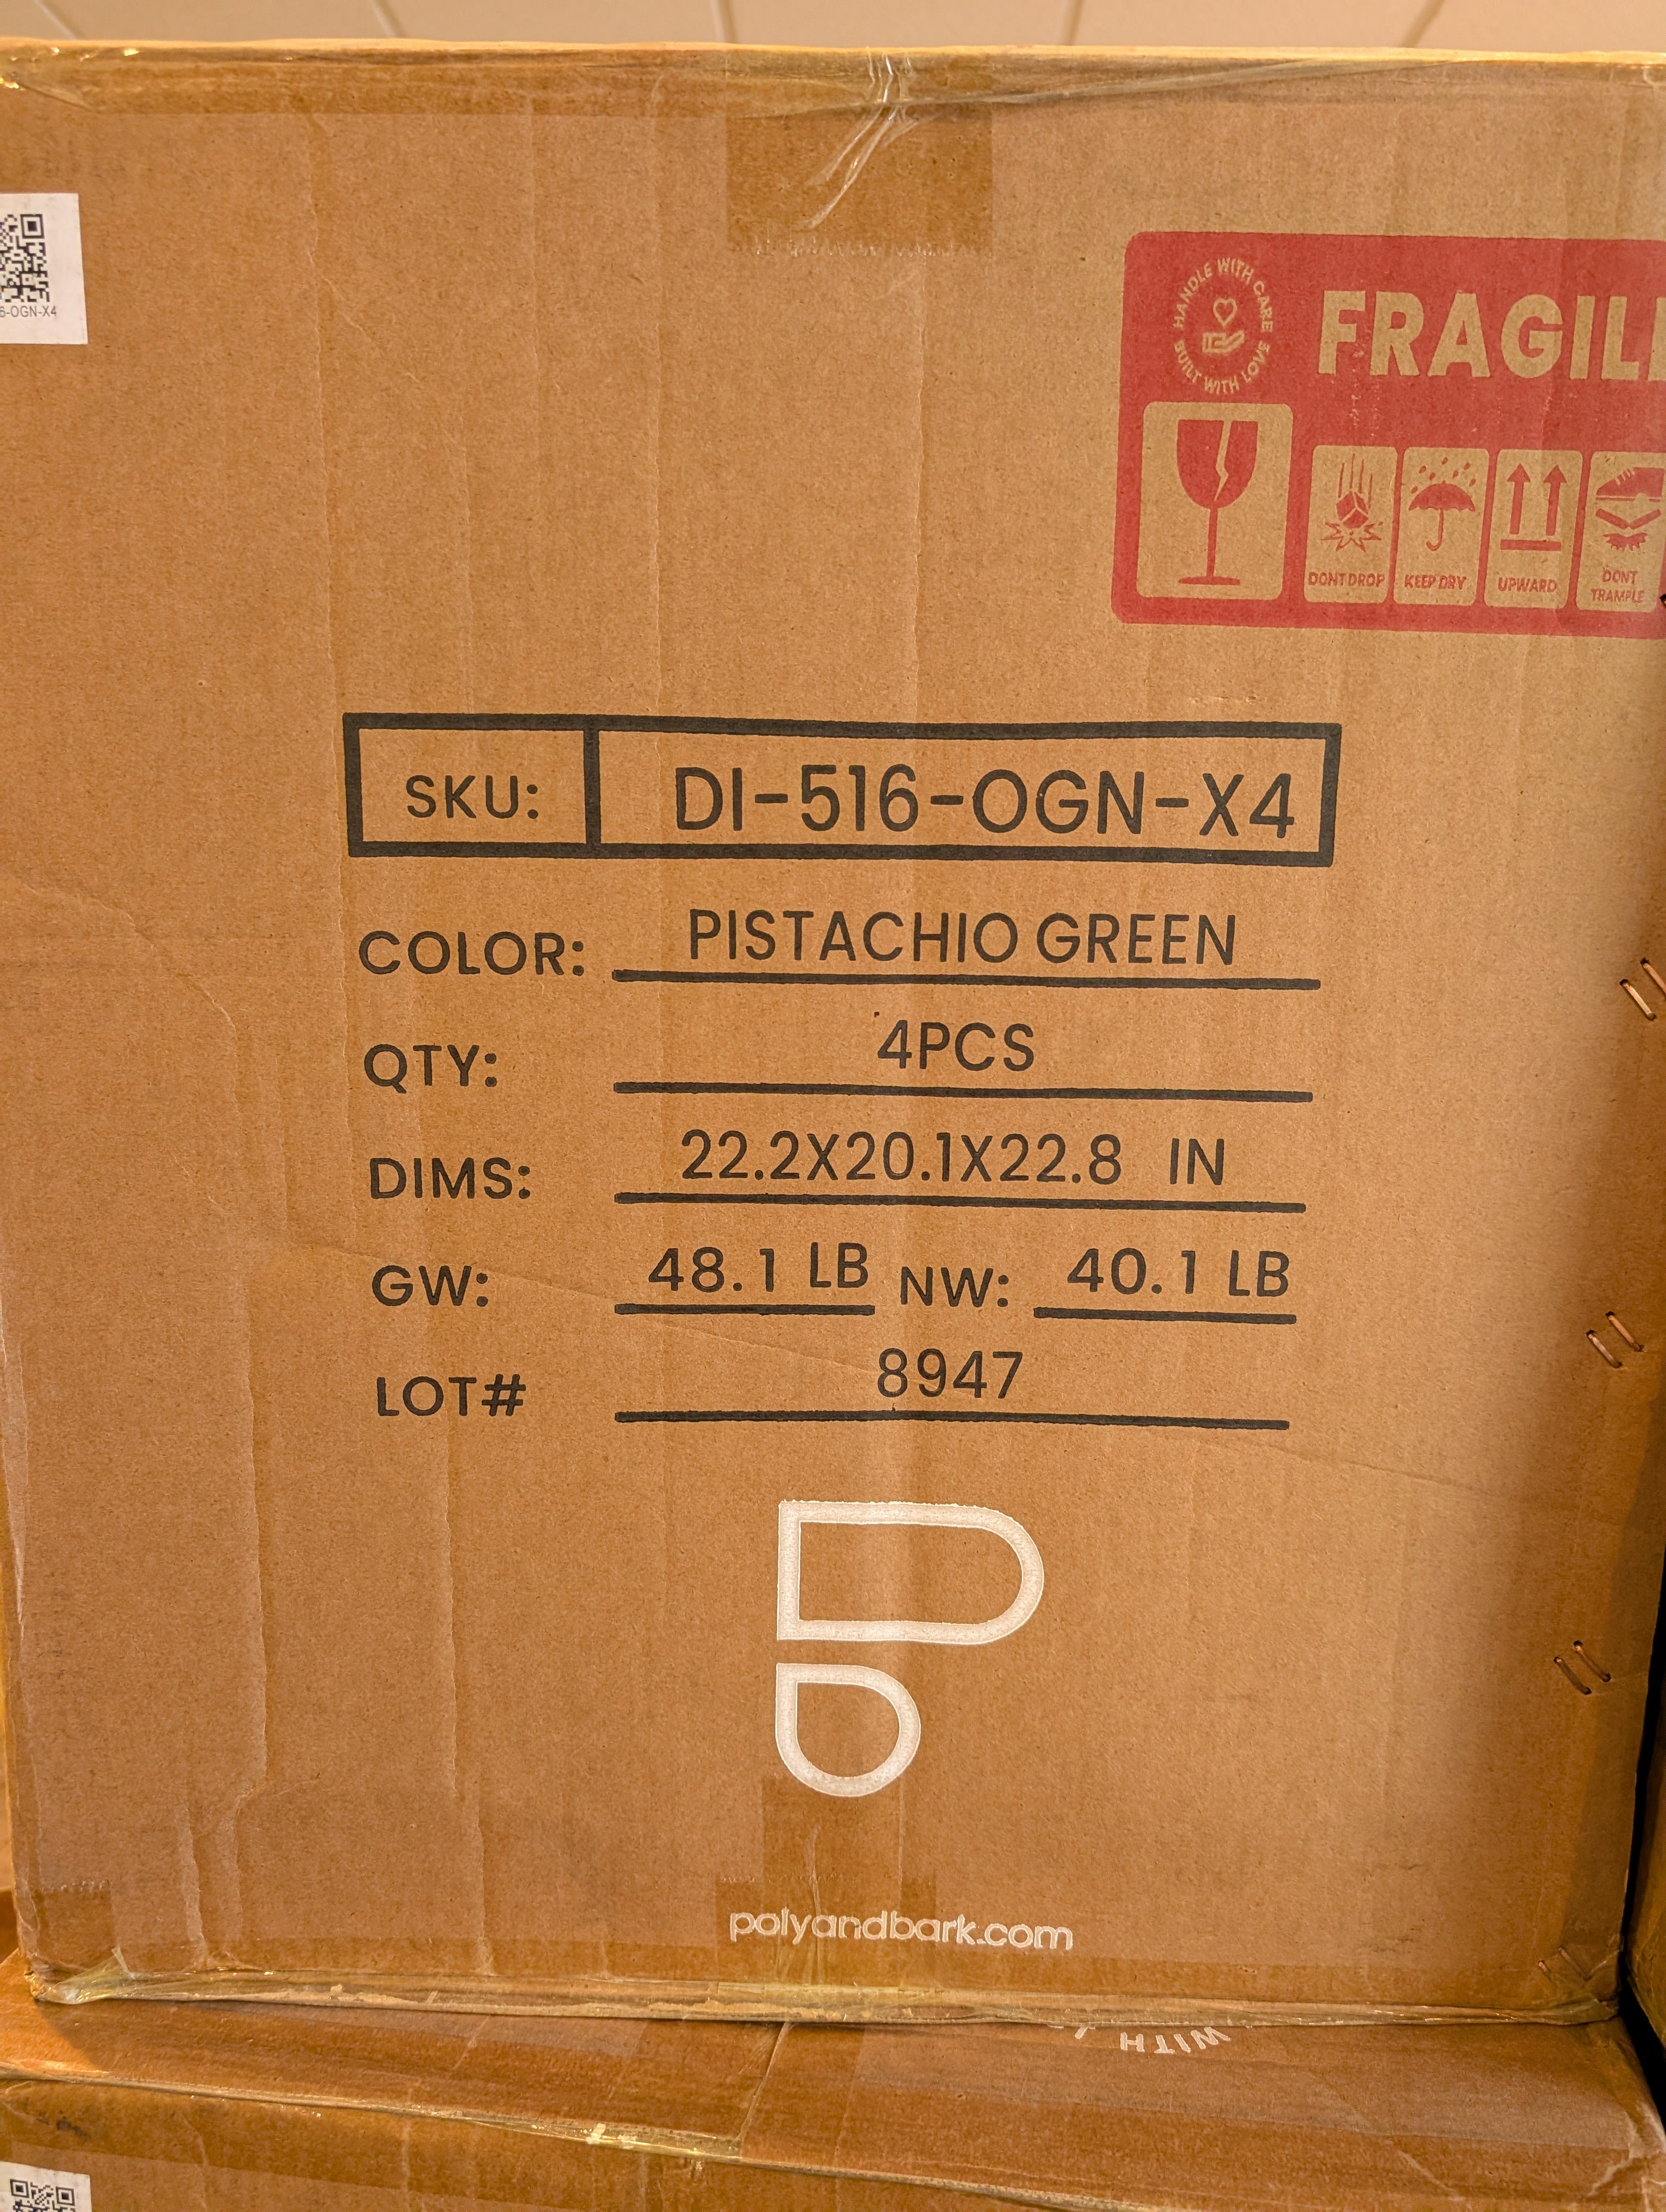 6-OGN-X4
HANDLE WITH CARE
BUILT WITH LOVE
FRAGIL
DONT DROP
KEEP DRY
UPWARD
DONT
TRAMPLE
SKU: DI-516-OGN-X4
COLOR: PISTACHIO GREEN
QTY: 4PCS
DIMS: 22.2X20.1X22.8 IN
GW: 48.1 LB NW: 40.1 LB
LOT# 8947
polyandbark.com
WITH